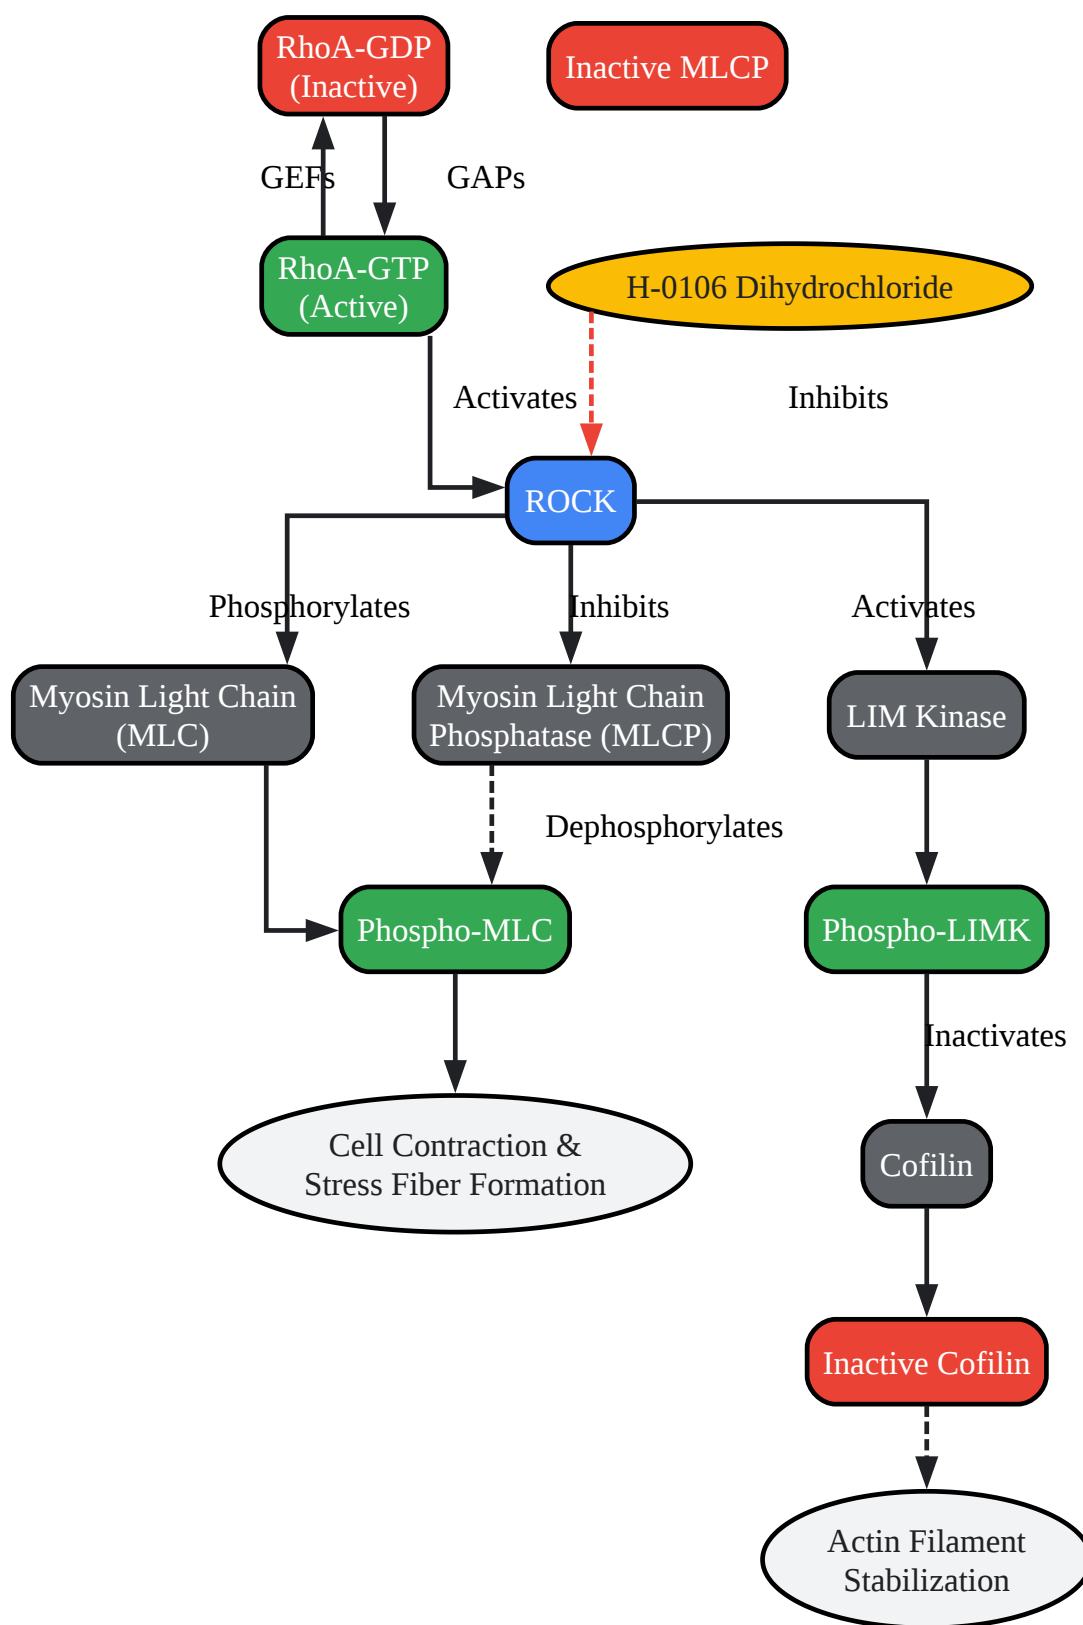 RhoA-GDP
(Inactive)
Inactive MLCP
GEFs
GAPs
RhoA-GTP
(Active)
H-0106 Dihydrochloride
Activates
Inhibits
ROCK
Phosphorylates
Inhibits
Activates
Myosin Light Chain
(MLC)
Myosin Light Chain
Phosphatase (MLCP)
LIM Kinase
Dephosphorylates
Phospho-MLC
Phospho-LIMK
Inactivates
Cell Contraction &
Stress Fiber Formation
Cofilin
Inactive Cofilin
Actin Filament
Stabilization